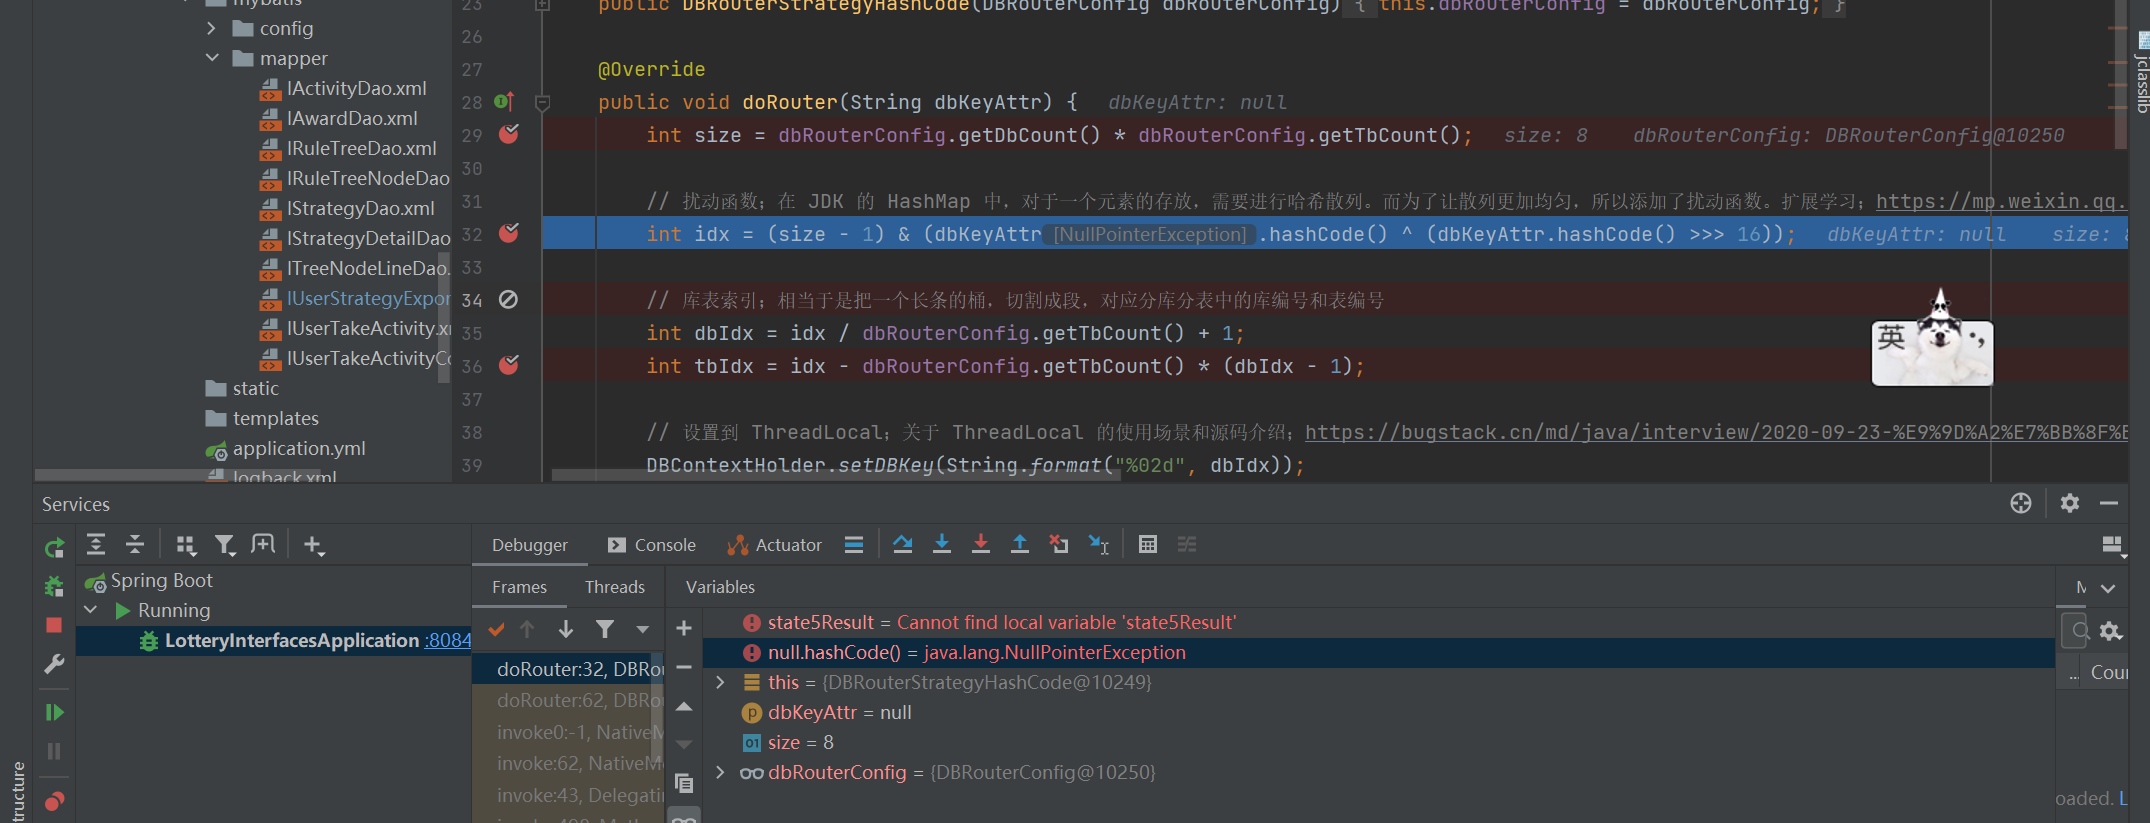 mybatis
config
mapper
IActivityDao.xml
IAwardDao.xml
IRuleTreeDao.xml
IRuleTreeNodeDao
IStrategyDao.xml
IStrategyDetailDao
ITreeNodeLineDao.
IUserStrategyExpor
IUserTakeActivity.x
IUserTakeActivityCo
static
templates
application.yml
logback.xml
23 public DBRouterStrategyHashCode(DBRouterConfig dbRouterConfig) { this.dbRouterConfig = dbRouterConfig; }
26
27 @Override
28 public void doRouter(String dbKeyAttr) { dbKeyAttr: null
29 int size = dbRouterConfig.getDbCount() * dbRouterConfig.getTbCount(); size: 8 dbRouterConfig: DBRouterConfig@10250
30
31 // 扰动函数；在 JDK 的 HashMap 中，对于一个元素的存放，需要进行哈希散列。而为了让散列更加均匀，所以添加了扰动函数。扩展学习；https://mp.weixin.qq.
32 int idx = (size - 1) & (dbKeyAttr [NullPointerException] .hashCode() ^ (dbKeyAttr.hashCode() >>> 16)); dbKeyAttr: null size: 8
33
34 // 库表索引；相当于是把一个长条的桶，切割成段，对应分库分表中的库编号和表编号
35 int dbIdx = idx / dbRouterConfig.getTbCount() + 1;
36 int tbIdx = idx - dbRouterConfig.getTbCount() * (dbIdx - 1);
37
38 // 设置到 ThreadLocal；关于 ThreadLocal 的使用场景和源码介绍；https://bugstack.cn/md/java/interview/2020-09-23-%E9%9D%A2%E7%BB%8F%E
39 DBContextHolder.setDBKey(String.format("%02d", dbIdx));
jclasslib
英
Services
Debugger
Console
Actuator
Spring Boot
Running
LotteryInterfacesApplication :8084
Frames
Threads
Variables
doRouter:32, DBRou
doRouter:62, DBRou
invoke0:-1, NativeM
invoke:62, NativeM
invoke:43, Delegatin
state5Result = Cannot find local variable 'state5Result'
null.hashCode() = java.lang.NullPointerException
this = {DBRouterStrategyHashCode@10249}
dbKeyAttr = null
size = 8
dbRouterConfig = {DBRouterConfig@10250}
... Cour
oaded. L
tructure